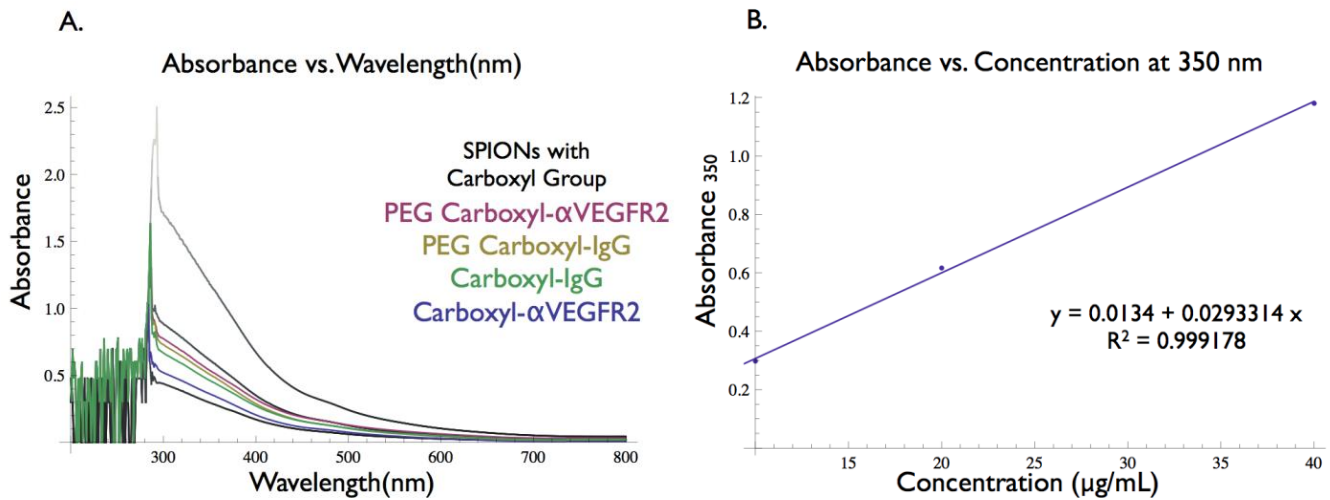 A.
Absorbance vs. Wavelength(nm)
Absorbance
2.5
2.0
1.5
1.0
0.5
300
400
500
600
700
800
Wavelength(nm)
SPIONs with
Carboxyl Group
PEG Carboxyl-αVEGFR2
PEG Carboxyl-IgG
Carboxyl-IgG
Carboxyl-αVEGFR2
B.
Absorbance vs. Concentration at 350 nm
Absorbance 350
1.2
1.0
0.8
0.6
0.4
0.2
15
20
25
30
35
40
Concentration (µg/mL)
y = 0.0134 + 0.0293314 x
R² = 0.999178